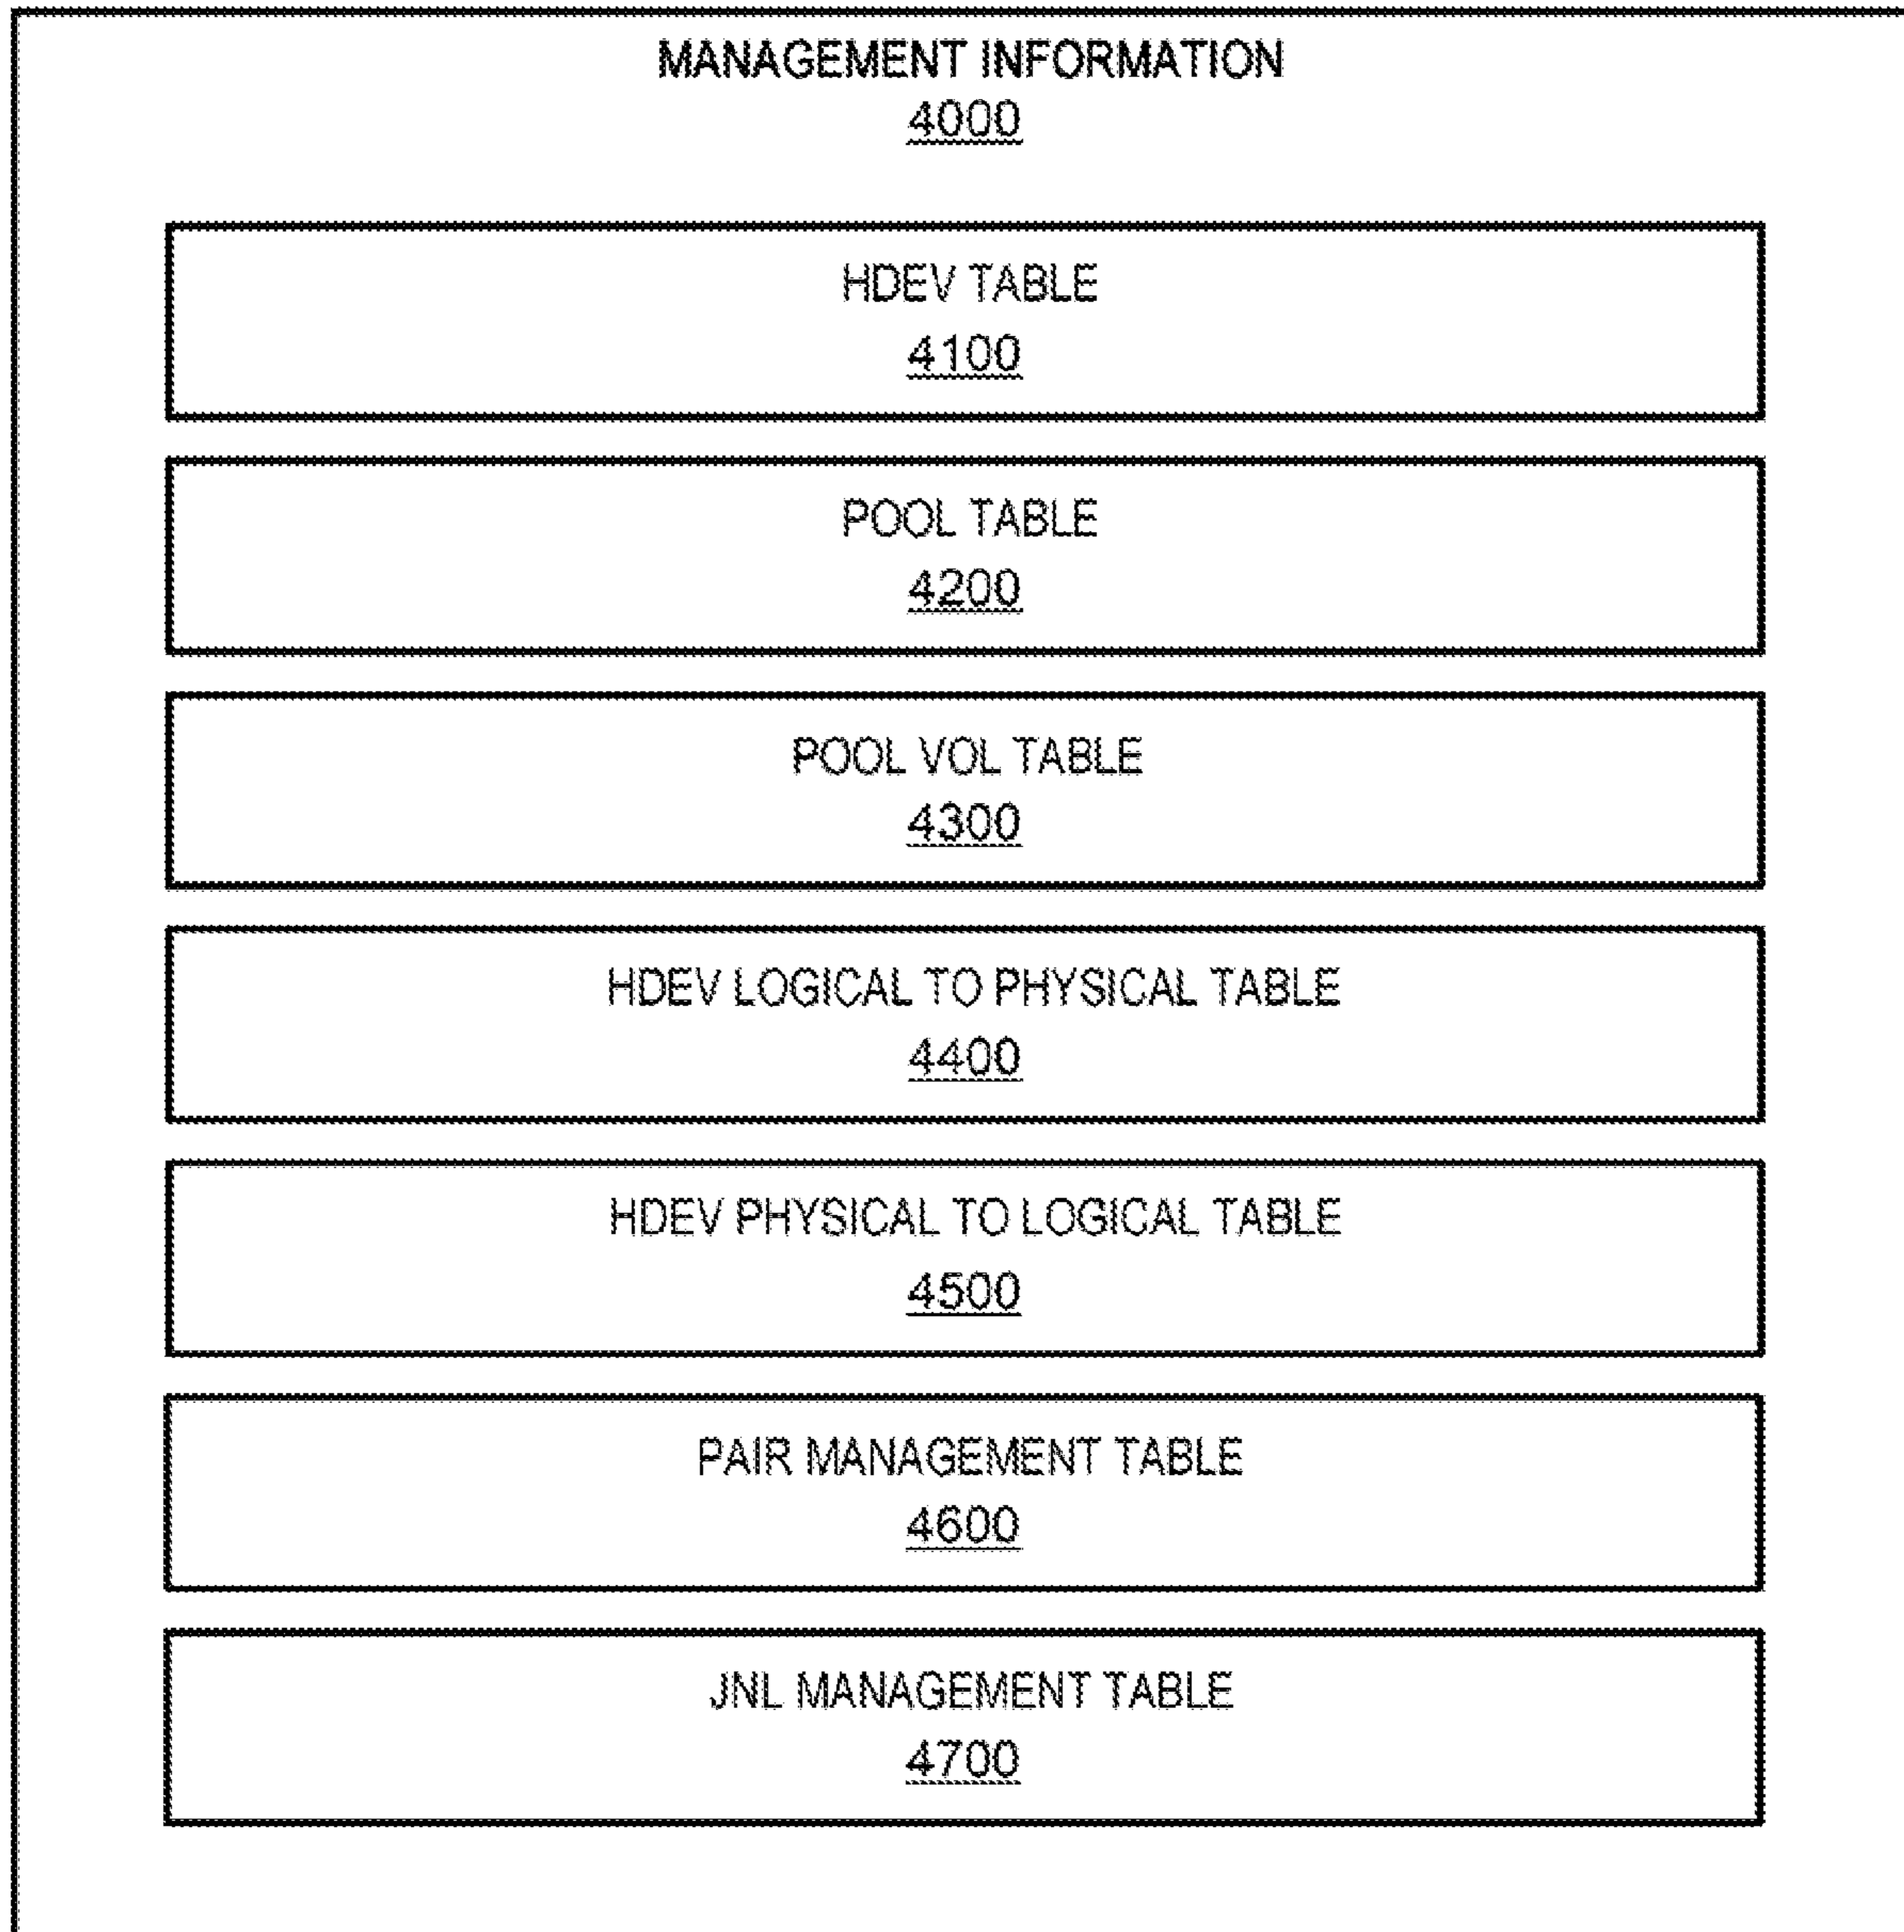 MANAGEMENT INFORMATION
4000
HDEV TABLE
4100
POOL TABLE
4200
POOL VOL TABLE
4300
HDEV LOGICAL TO PHYSICAL TABLE
4400
HDEV PHYSICAL TO LOGICAL TABLE
4500
PAIR MANAGEMENT TABLE
4600
JNL MANAGEMENT TABLE
4700